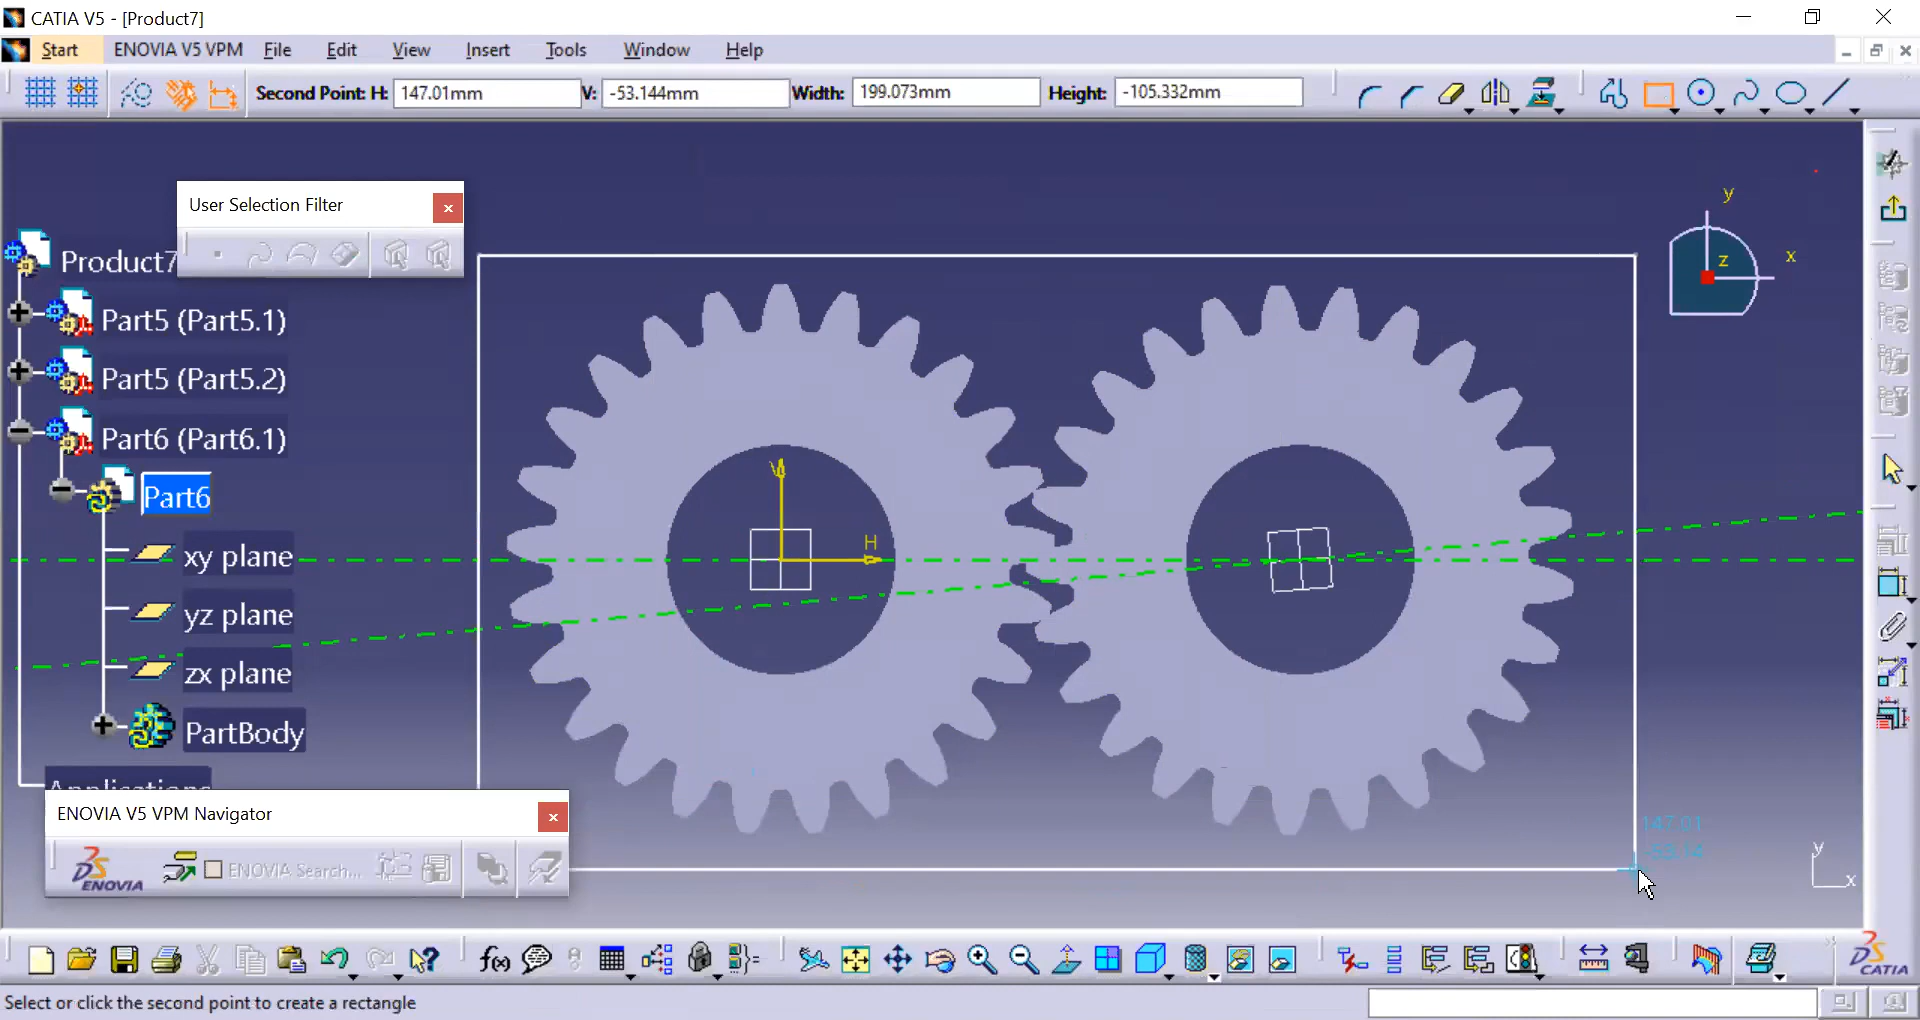 CATIA V5 - [Product7]
Start ENOVIA V5 VPM File Edit View Insert Tools Window Help
Second Point: H: 147.01mm V: -53.144mm Width: 199.073mm Height: -105.332mm
User Selection Filter
Product7
Part5 (Part5.1)
Part5 (Part5.2)
Part6 (Part6.1)
Part6
xy plane
yz plane
zx plane
PartBody
Applications
y
x
z
V
H
147.01
-53.14
y
x
ENOVIA V5 VPM Navigator
ENOVIA
ENOVIA Search...
f(x)
CATIA
Select or click the second point to create a rectangle